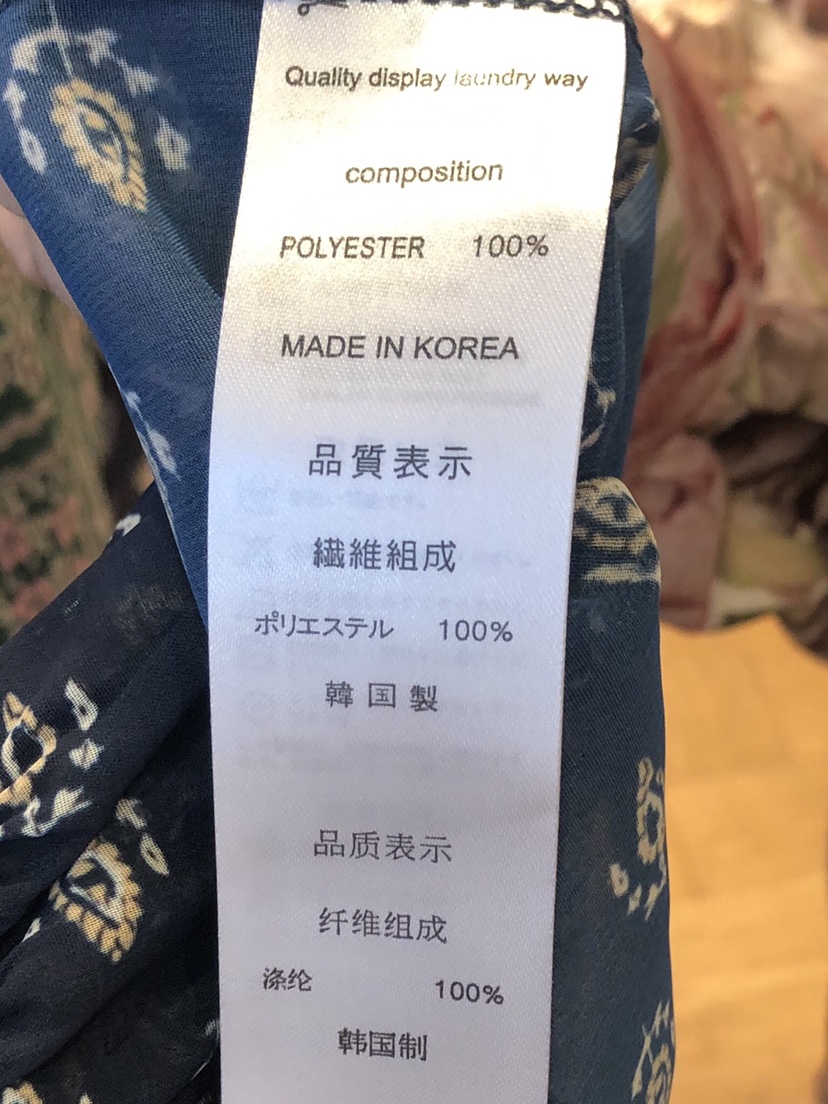 Quality display laundry way
composition
POLYESTER 100%
MADE IN KOREA
品質表示
繊維組成
ポリエステル 100%
韓国製
品质表示
纤维组成
涤纶 100%
韩国制